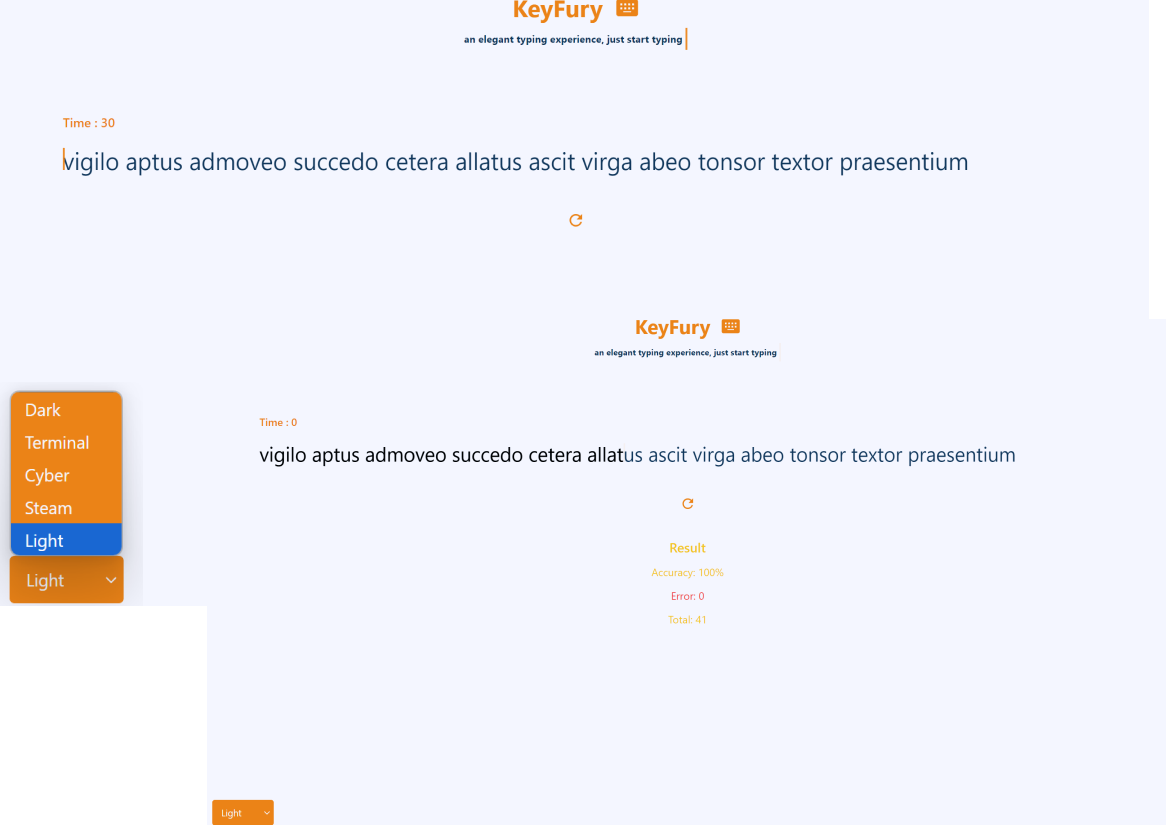 KeyFury
an elegant typing experience, just start typing
Time : 30
vigilo aptus admoveo succedo cetera allatus ascit virga abeo tonsor textor praesentium
KeyFury
an elegant typing experience, just start typing
Dark
Terminal
Cyber
Steam
Light
Light
Time : 0
vigilo aptus admoveo succedo cetera allatus ascit virga abeo tonsor textor praesentium
Result
Accuracy: 100%
Error: 0
Total: 41
Light